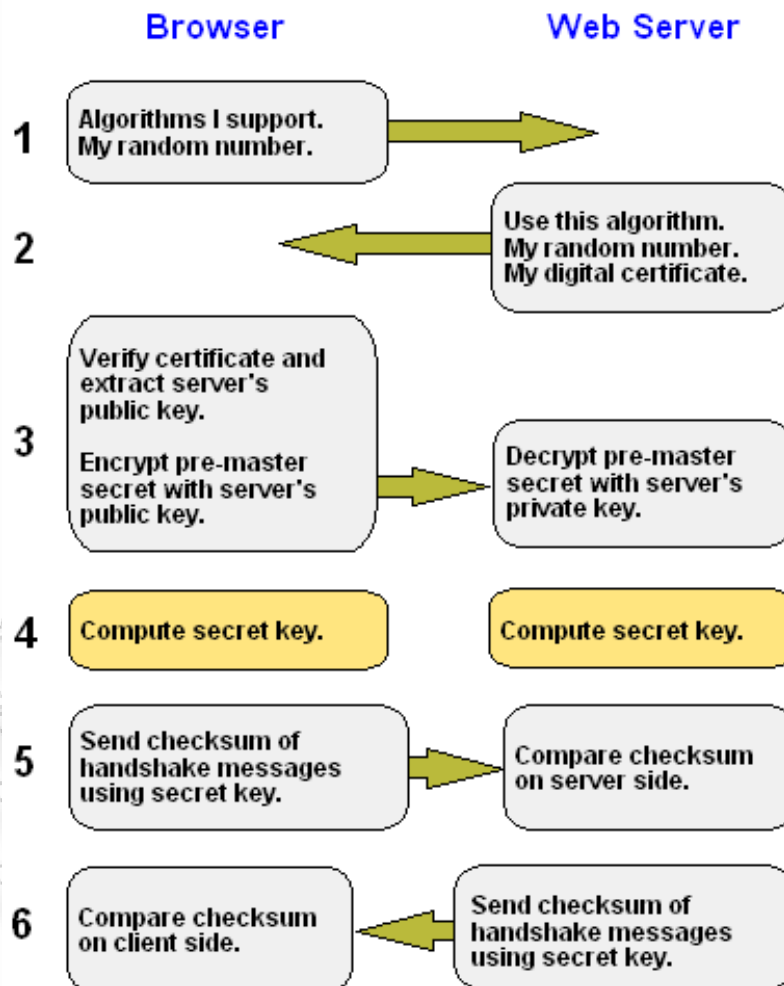 Browser
Web Server
1
Algorithms I support.
My random number.
2
Use this algorithm.
My random number.
My digital certificate.
3
Verify certificate and
extract server's
public key.
Encrypt pre-master
secret with server's
public key.
Decrypt pre-master
secret with server's
private key.
4
Compute secret key.
Compute secret key.
5
Send checksum of
handshake messages
using secret key.
Compare checksum
on server side.
6
Compare checksum
on client side.
Send checksum of
handshake messages
using secret key.